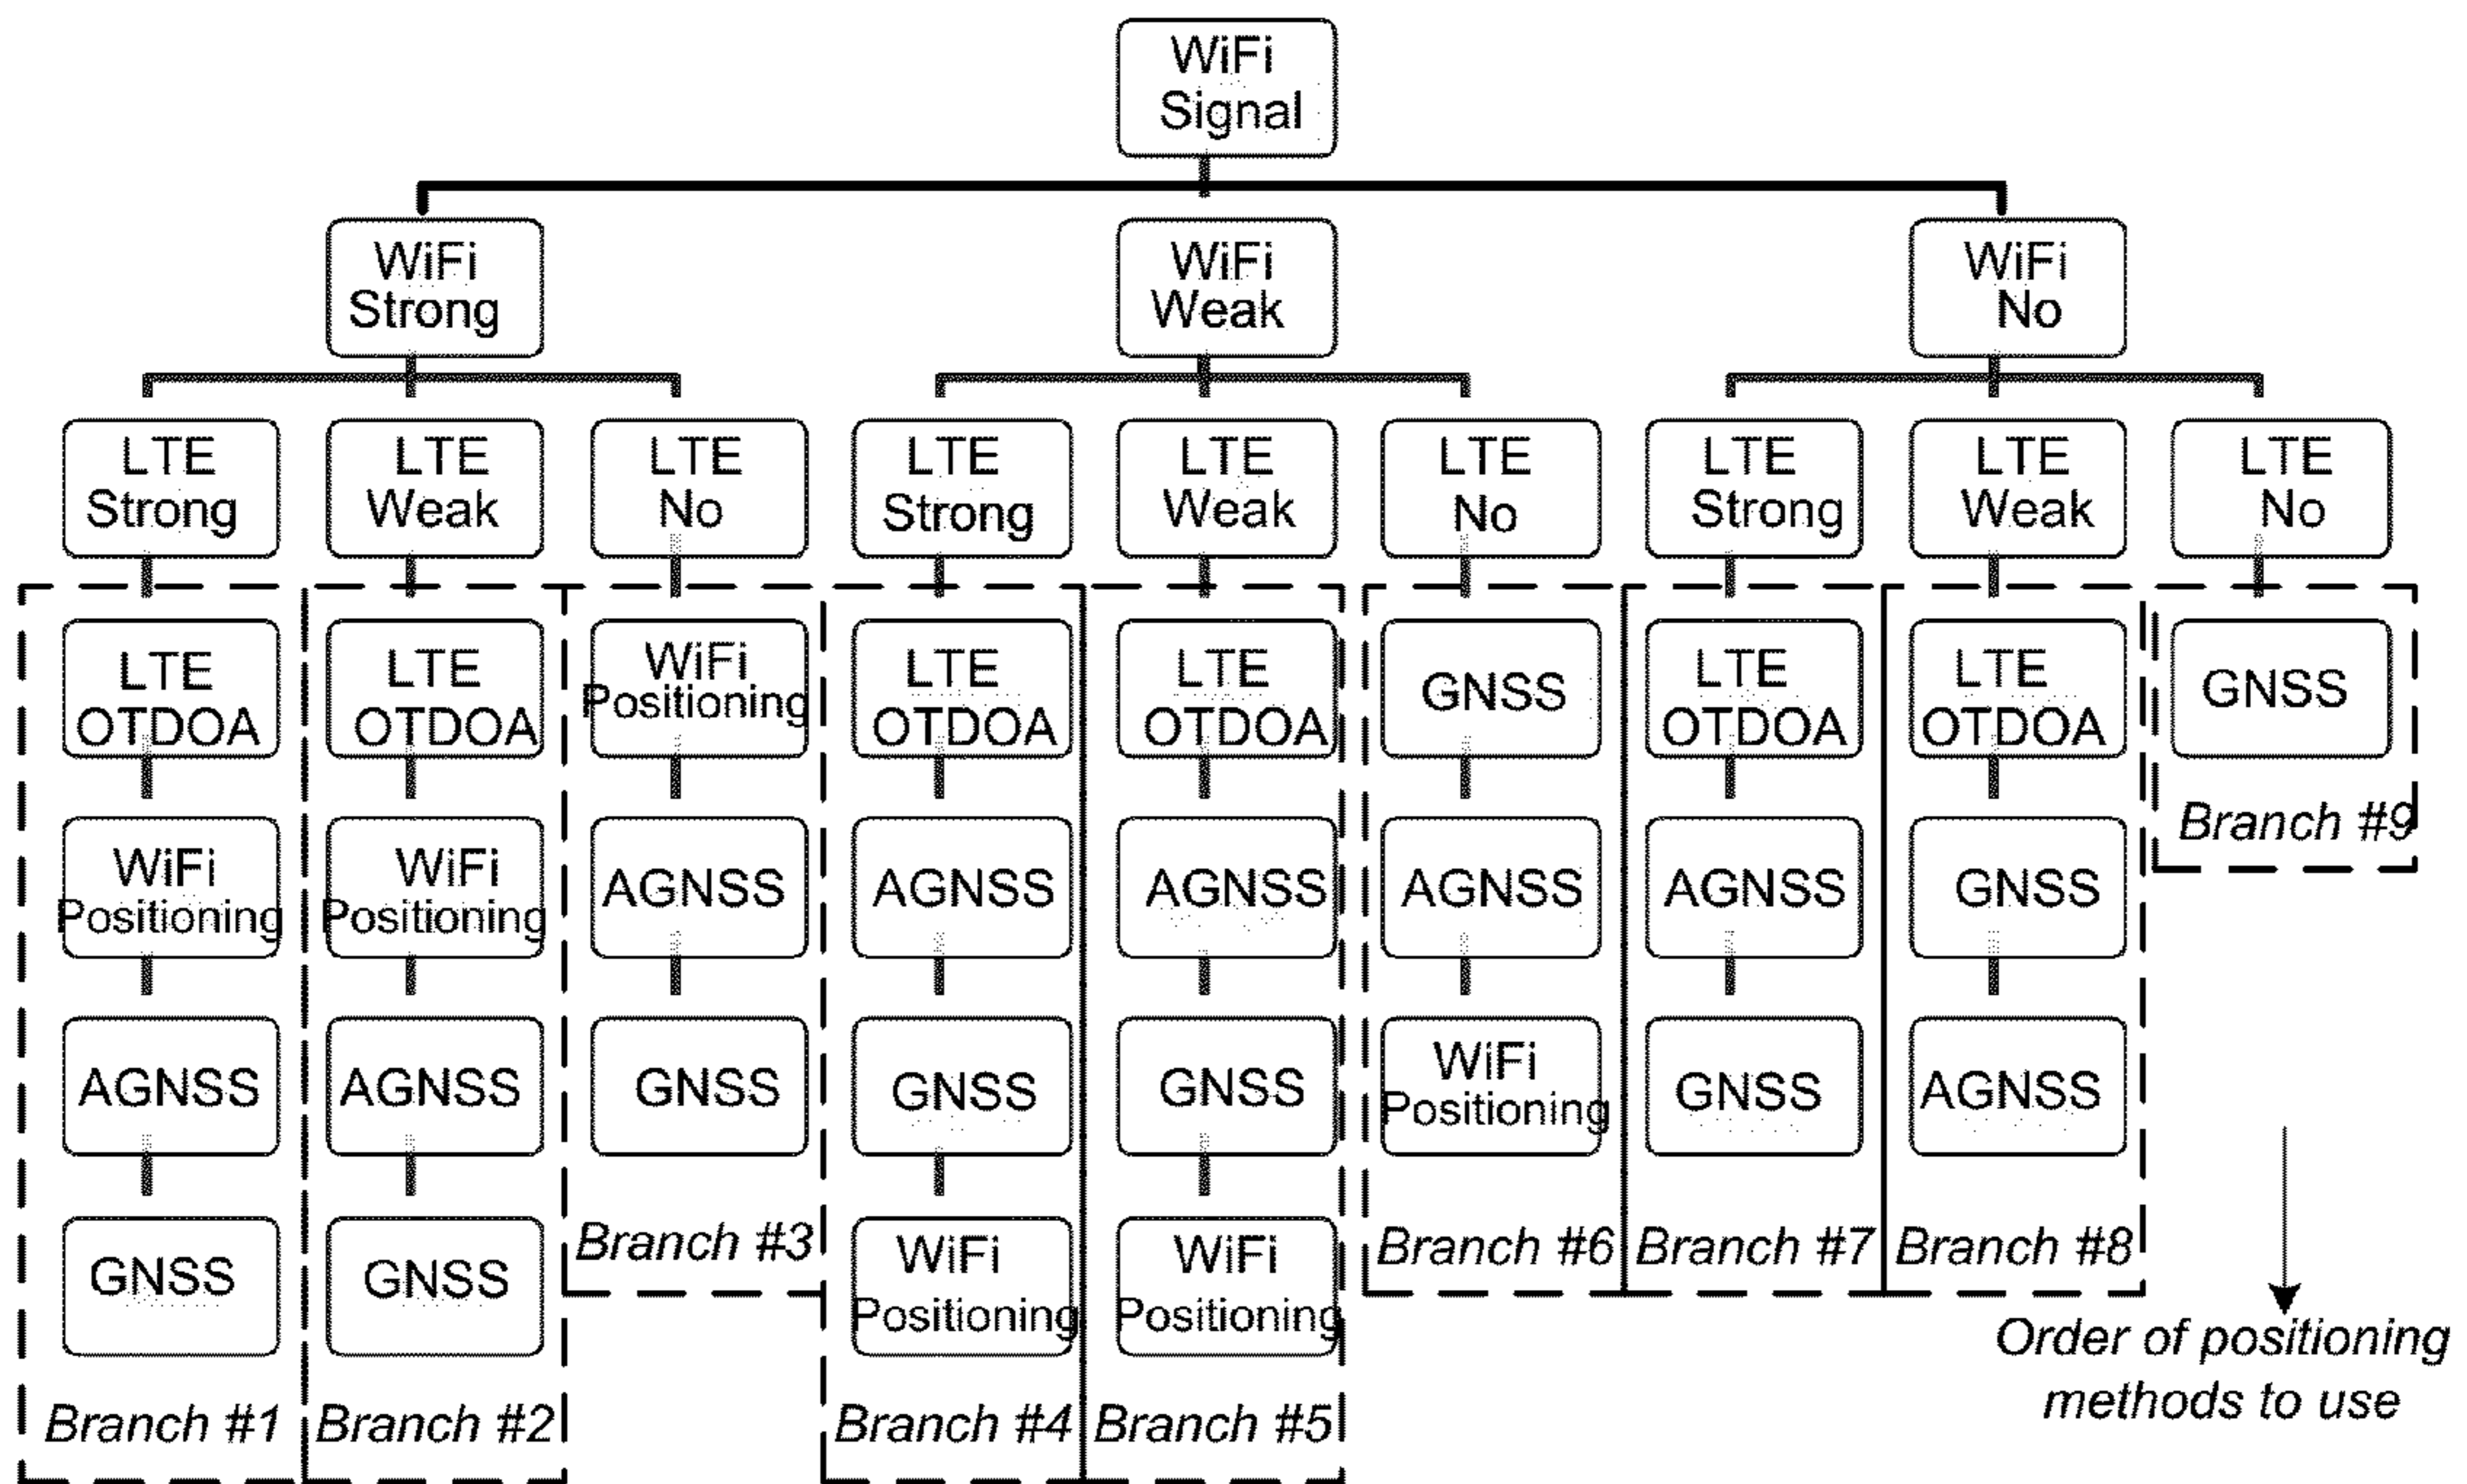 WiFi
Signal
WiFi
Strong
WiFi
Weak
WiFi
No
LTE
Strong
LTE
Weak
LTE
No
LTE
Strong
LTE
Weak
LTE
No
LTE
Strong
LTE
Weak
LTE
No
LTE
OTDOA
WiFi
Positioning
AGNSS
GNSS
Branch #1
LTE
OTDOA
WiFi
Positioning
AGNSS
GNSS
Branch #2
WiFi
Positioning
AGNSS
GNSS
Branch #3
LTE
OTDOA
AGNSS
GNSS
WiFi
Positioning
Branch #4
LTE
OTDOA
AGNSS
GNSS
WiFi
Positioning
Branch #5
GNSS
AGNSS
WiFi
Positioning
Branch #6
LTE
OTDOA
AGNSS
GNSS
Branch #7
LTE
OTDOA
GNSS
AGNSS
Branch #8
GNSS
Branch #9
Order of positioning
methods to use